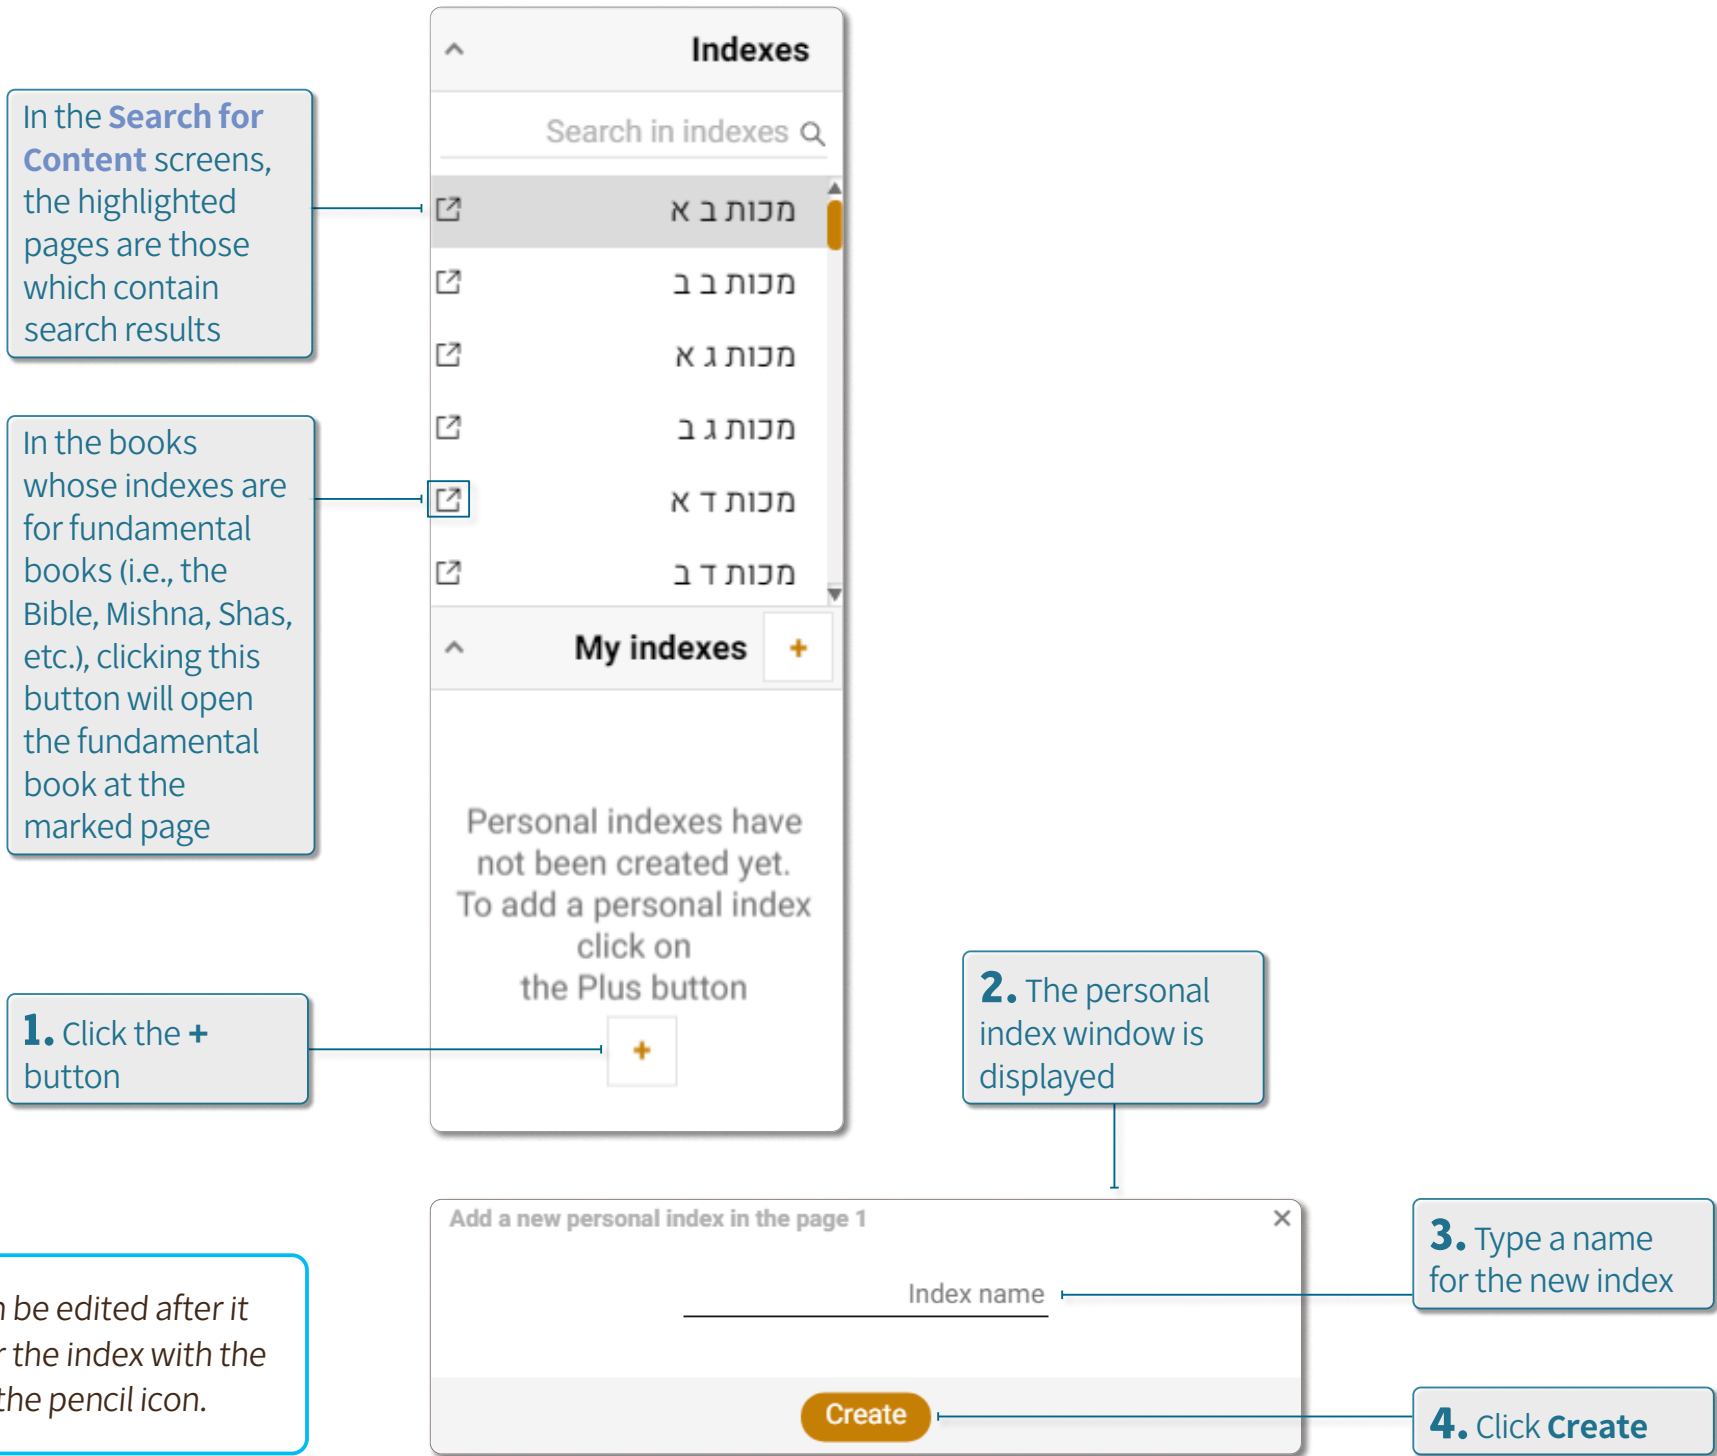 Indexes
Search in indexes
מכות ב א
מכות ב ב
מכות ג א
מכות ג ב
מכות ד א
מכות ד ב
My indexes +
Personal indexes have
not been created yet.
To add a personal index
click on
the Plus button
+
In the Search for
Content screens,
the highlighted
pages are those
which contain
search results
In the books
whose indexes are
for fundamental
books (i.e., the
Bible, Mishna, Shas,
etc.), clicking this
button will open
the fundamental
book at the
marked page
1. Click the +
button
2. The personal
index window is
displayed
Add a new personal index in the page 1
Index name
Create
3. Type a name
for the new index
4. Click Create
be edited after it
the index with the
the pencil icon.